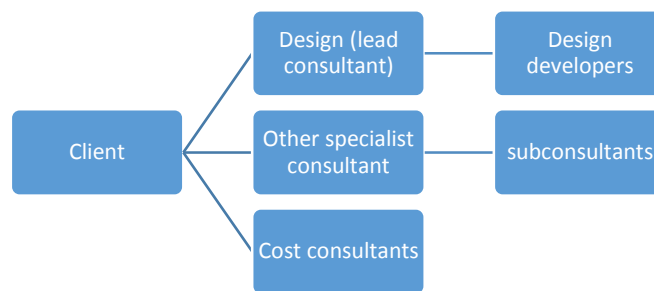 Design (lead
consultant)
Design
developers
Client
Other specialist
consultant
subconsultants
Cost consultants